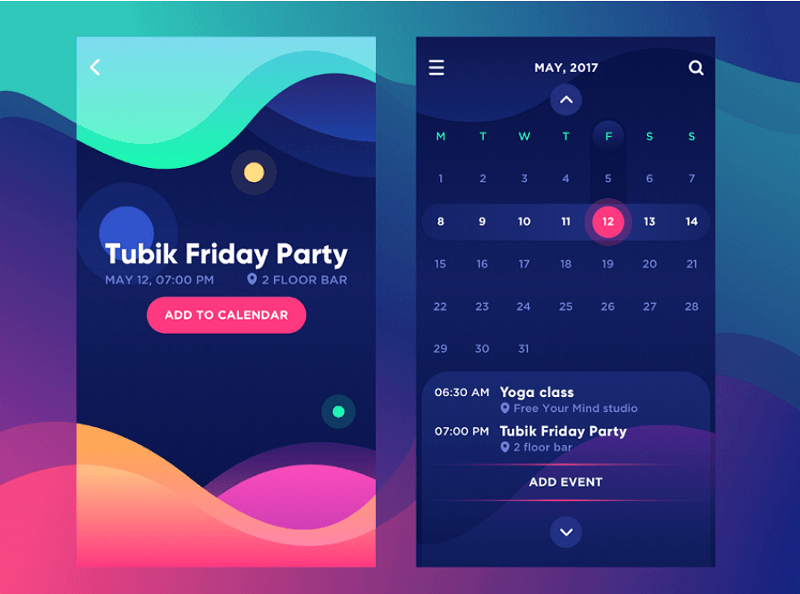 Tubik Friday Party
MAY 12, 07:00 PM 2 FLOOR BAR
ADD TO CALENDAR
MAY, 2017
M T W T F S S
1 2 3 4 5 6 7
8 9 10 11 12 13 14
15 16 17 18 19 20 21
22 23 24 25 26 27 28
29 30 31
06:30 AM Yoga class
Free Your Mind studio
07:00 PM Tubik Friday Party
2 floor bar
ADD EVENT